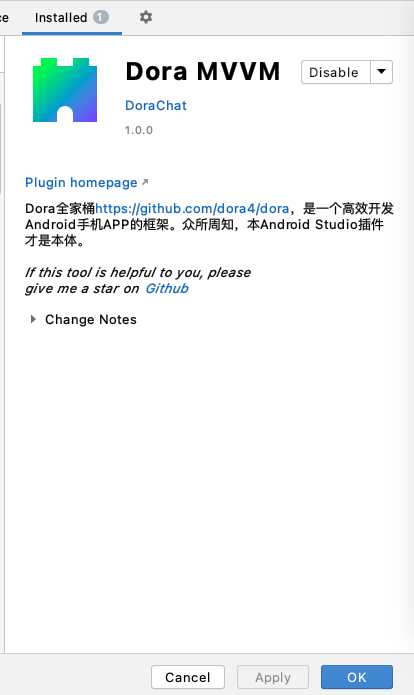 Installed 1
Dora MVVM
Disable
DoraChat
1.0.0
Plugin homepage ↗
Dora全家桶https://github.com/dora4/dora，是一个高效开发
Android手机APP的框架。众所周知，本Android Studio插件
才是本体。
If this tool is helpful to you, please
give me a star on Github
Change Notes
Cancel
Apply
OK